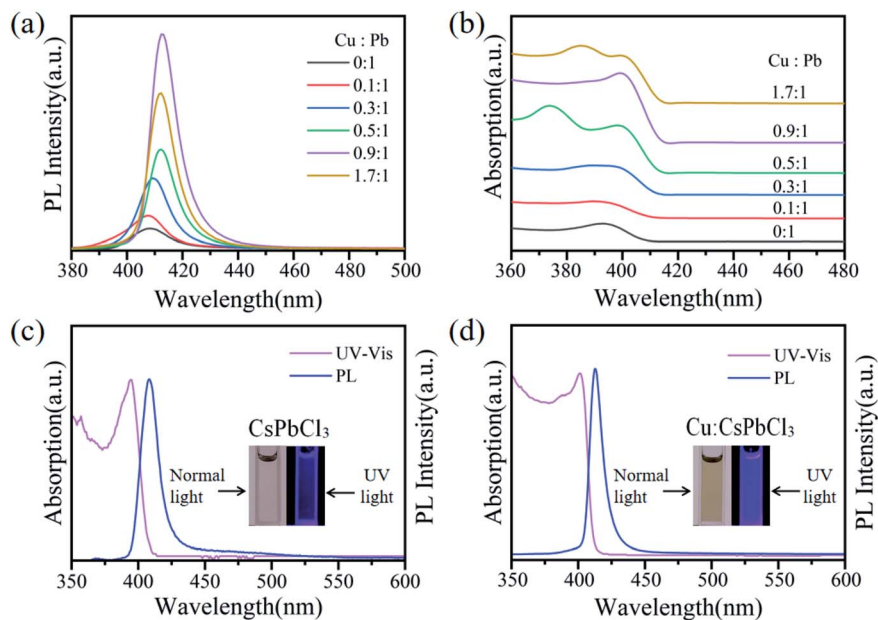 (a)
PL Intensity(a.u.)
Cu : Pb
0:1
0.1:1
0.3:1
0.5:1
0.9:1
1.7:1
380 400 420 440 460 480 500
Wavelength(nm)
(b)
Absorption(a.u.)
Cu : Pb
1.7:1
0.9:1
0.5:1
0.3:1
0.1:1
0:1
360 380 400 420 440 460 480
Wavelength(nm)
(c)
Absorption(a.u.)
UV-Vis
PL
CsPbCl₃
Normal
light
UV
light
PL Intensity(a.u.)
350 400 450 500 550 600
Wavelength(nm)
(d)
Absorption(a.u.)
UV-Vis
PL
Cu:CsPbCl₃
Normal
light
UV
light
PL Intensity(a.u.)
350 400 450 500 550 600
Wavelength(nm)